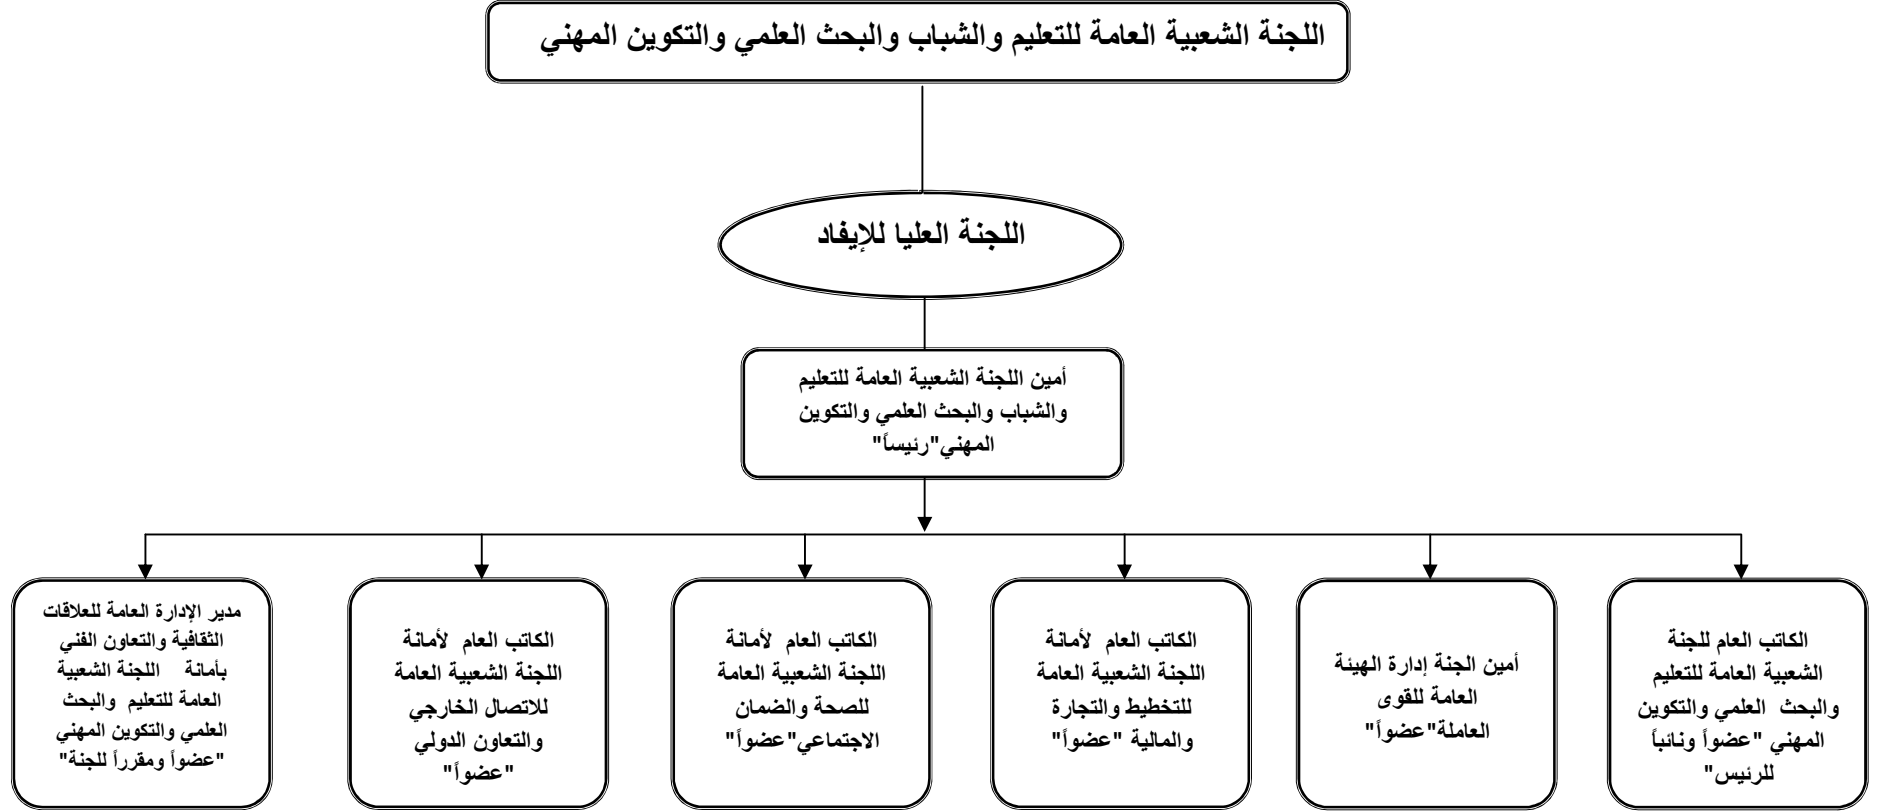 اللجنة الشعبية العامة للتعليم والشباب والبحث العلمي والتكوين المهني
اللجنة العليا للإيفاد
أمين اللجنة الشعبية العامة للتعليم
والشباب والبحث العلمي والتكوين
المهني"رئيساً"
الكاتب العام للجنة
الشعبية العامة للتعليم
والبحث العلمي والتكوين
المهني "عضواً ونائباً
للرئيس"
أمين الجنة إدارة الهيئة
العامة للقوى
العاملة"عضواً"
الكاتب العام لأمانة
اللجنة الشعبية العامة
للتخطيط والتجارة
والمالية "عضواً"
الكاتب العام لأمانة
اللجنة الشعبية العامة
للصحة والضمان
الاجتماعي"عضواً"
الكاتب العام لأمانة
اللجنة الشعبية العامة
للاتصال الخارجي
والتعاون الدولي
"عضواً"
مدير الإدارة العامة للعلاقات
الثقافية والتعاون الفني
بأمانة اللجنة الشعبية
العامة للتعليم والبحث
العلمي والتكوين المهني
"عضواً ومقرراً للجنة"